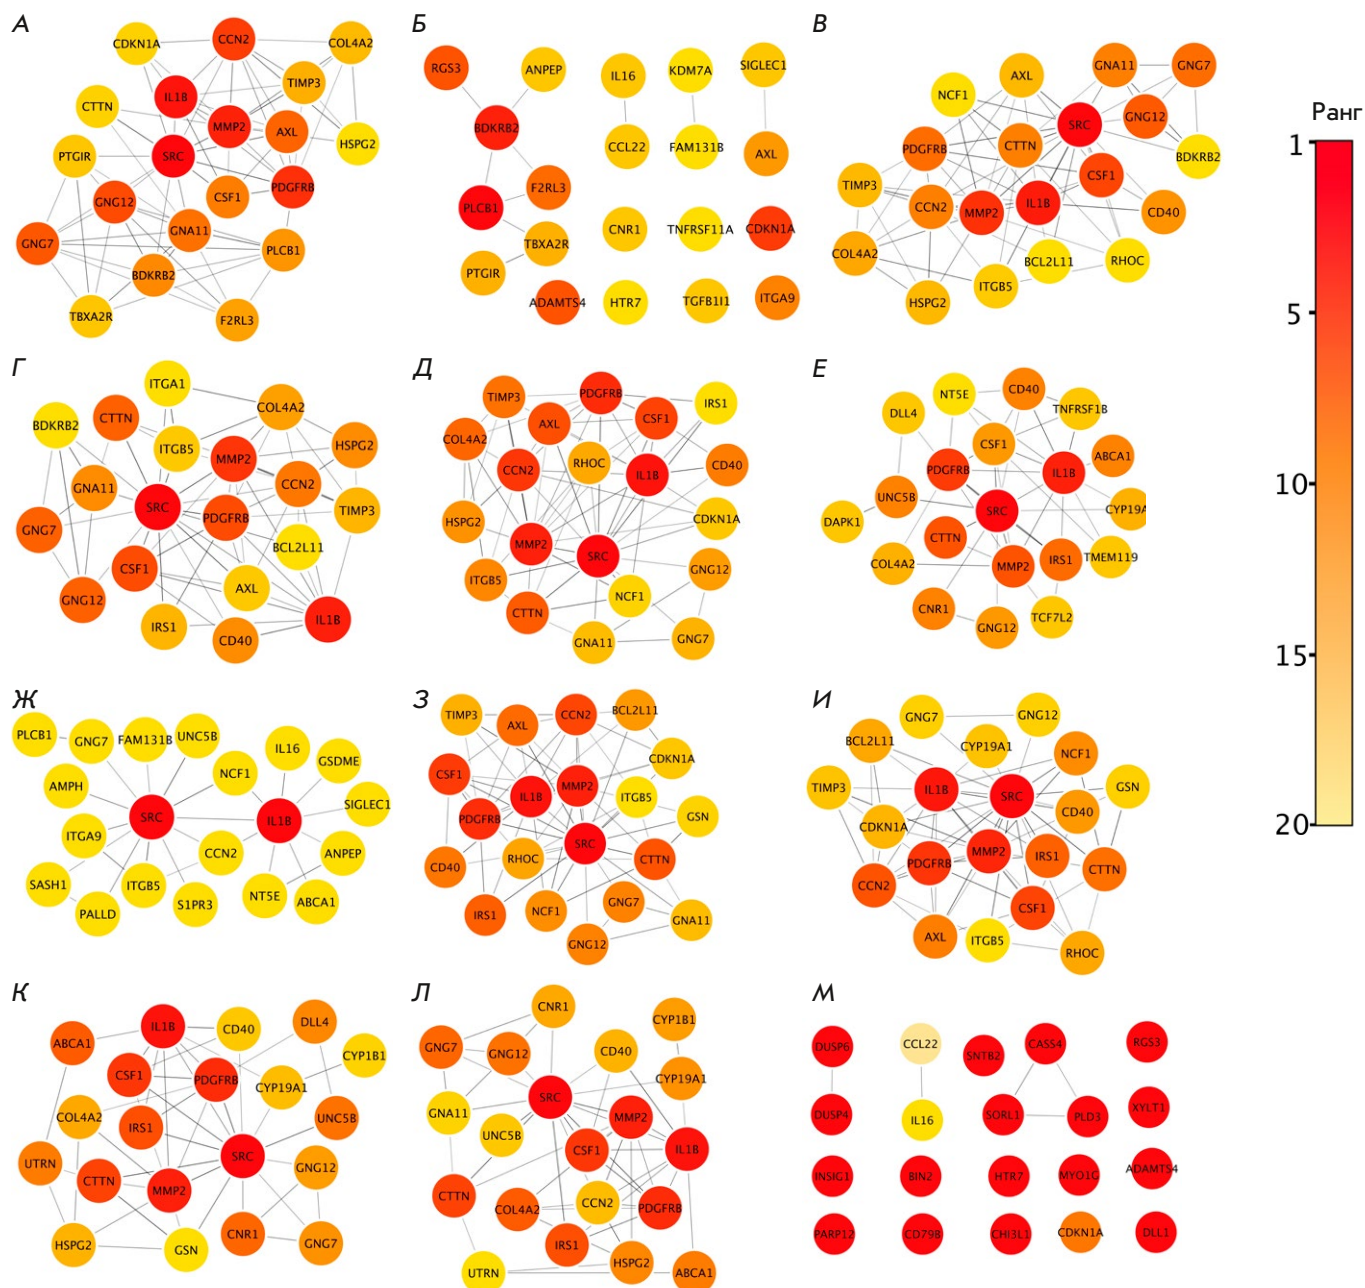 А
CDKN1A
CCN2
COL4A2
TIMP3
IL1B
CTTN
MMP2
AXL
HSPG2
PTGIR
SRC
PDGFRB
CSF1
GNG12
GNA11
GNG7
PLCB1
BDKRB2
TBXA2R
F2RL3
Б
RGS3
ANPEP
IL16
KDM7A
SIGLEC1
BDKRB2
CCL22
FAM131B
AXL
F2RL3
PLCB1
CNR1
TNFRSF11A
CDKN1A
TBXA2R
PTGIR
ADAMTS4
HTR7
TGFB1I1
ITGA9
В
AXL
GNA11
GNG7
NCF1
GNG12
SRC
PDGFRB
CTTN
BDKRB2
TIMP3
CSF1
CCN2
MMP2
IL1B
CD40
COL4A2
BCL2L11
RHOC
ITGB5
HSPG2
Ранг
1
5
10
15
20
Г
ITGA1
BDKRB2
CTTN
COL4A2
ITGB5
HSPG2
MMP2
GNA11
CCN2
SRC
PDGFRB
TIMP3
GNG7
BCL2L11
CSF1
AXL
GNG12
IL1B
IRS1
CD40
Д
TIMP3
PDGFRB
IRS1
AXL
CSF1
COL4A2
CCN2
RHOC
IL1B
CD40
HSPG2
CDKN1A
MMP2
SRC
GNG12
ITGB5
NCF1
CTTN
GNA11
GNG7
Е
NT5E
CD40
DLL4
TNFRSF1B
CSF1
ABCA1
PDGFRB
IL1B
UNC5B
DAPK1
SRC
CYP19A
CTTN
COL4A2
MMP2
IRS1
TMEM119
CNR1
GNG12
TCF7L2
Ж
PLCB1
GNG7
FAM131B
UNC5B
IL16
GSDME
AMPH
NCF1
SIGLEC1
SRC
IL1B
ITGA9
CCN2
ANPEP
SASH1
ITGB5
PALLD
S1PR3
NT5E
ABCA1
З
TIMP3
AXL
CCN2
BCL2L11
CDKN1A
CSF1
IL1B
MMP2
ITGB5
GSN
PDGFRB
CD40
RHOC
SRC
CTTN
IRS1
NCF1
GNG7
GNA11
GNG12
И
GNG7
GNG12
BCL2L11
CYP19A1
NCF1
TIMP3
IL1B
SRC
GSN
CDKN1A
CD40
PDGFRB
MMP2
IRS1
CTTN
CCN2
CSF1
AXL
ITGB5
RHOC
К
ABCA1
IL1B
CD40
DLL4
CYP1B1
CSF1
PDGFRB
CYP19A1
COL4A2
IRS1
UNC5B
UTRN
SRC
CTTN
MMP2
GNG12
HSPG2
GSN
CNR1
GNG7
Л
CNR1
CYP1B1
GNG7
GNG12
CD40
CYP19A1
GNA11
SRC
UNC5B
MMP2
CSF1
IL1B
CTTN
COL4A2
CCN2
PDGFRB
IRS1
HSPG2
UTRN
ABCA1
М
DUSP6
CCL22
SNTB2
CASS4
RGS3
DUSP4
IL16
SORL1
PLD3
XYLT1
INSIG1
BIN2
HTR7
MYO1G
ADAMTS4
PARP12
CD79B
CHI3L1
CDKN1A
DLL1